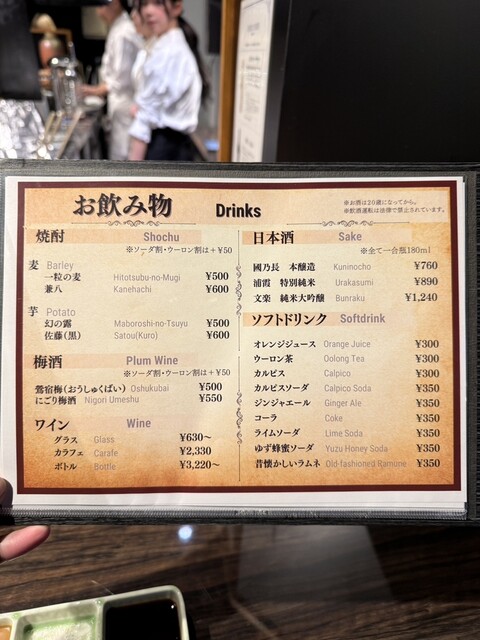 お飲み物 Drinks
※お酒は20歳になってから。
※飲酒運転は法律で禁止されています。
焼酎 Shochu
※ソーダ割・ウーロン割は+¥50
麦 Barley
一粒の麦 Hitotsubu-no-Mugi ¥500
兼八 Kanehachi ¥600
芋 Potato
幻の露 Maboroshi-no-Tsuyu ¥500
佐藤(黒) Satou(Kuro) ¥600
梅酒 Plum Wine
※ソーダ割・ウーロン割は+¥50
鶯宿梅(おうしゅくばい) Oshukubai ¥500
にごり梅酒 Nigori Umeshu ¥550
ワイン Wine
グラス Glass ¥630〜
カラフェ Carafe ¥2,330
ボトル Bottle ¥3,220〜
日本酒 Sake
※全て一合瓶180ml
國乃長 本醸造 Kuninocho ¥760
浦霞 特別純米 Urakasumi ¥890
文楽 純米大吟醸 Bunraku ¥1,240
ソフトドリンク Softdrink
オレンジジュース Orange Juice ¥300
ウーロン茶 Oolong Tea ¥300
カルピス Calpico ¥300
カルピスソーダ Calpico Soda ¥350
ジンジャエール Ginger Ale ¥350
コーラ Coke ¥350
ライムソーダ Lime Soda ¥350
ゆず蜂蜜ソーダ Yuzu Honey Soda ¥350
昔懐かしいラムネ Old-fashioned Ramune ¥350